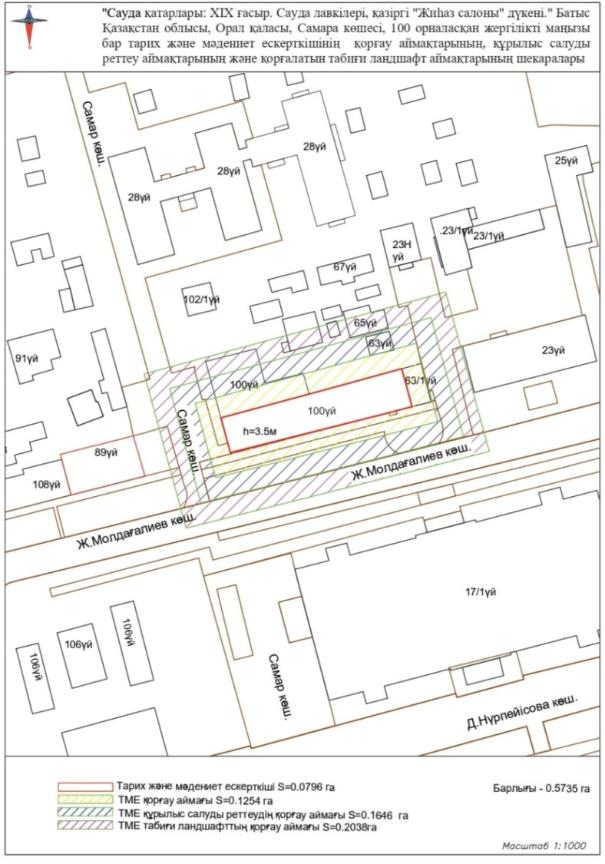 "Сауда қатарлары: XIX ғасыр. Сауда лавкілері, қазіргі "Жиһаз салоны" дүкені." Батыс
Қазақстан облысы, Орал қаласы, Самара көшесі, 100 орналасқан жергілікті маңызы
бар тарих және мәдениет ескерткішінің қорғау аймақтарының, құрылыс салуды
реттеу аймақтарының және қорғалатын табиғи ландшафт аймақтарының шекаралары
Самар көш.
28үй
28үй
28үй
25үй
23Н
үй
.23/1үй
23/1үй
67үй
102/1үй
65үй
63үй
23үй
91үй
100үй
63/1үй
100үй
h=3.5м
Самар көш.
89үй
108үй
Ж.Молдағалиев көш.
Ж.Молдағалиев көш.
17/1үй
106үй
106үй
106үй
Самар көш.
Д.Нүрпейісова көш.
Тарих және мәдениет ескерткіші S=0.0796 га
Барлығы - 0.5735 га
ТМЕ қорғау аймағы S=0.1254 га
ТМЕ құрылыс салуды реттеудің қорғау аймағы S=0.1646 га
ТМЕ табиғи ландшафттың қорғау аймағы S=0.2038га
Масштаб 1:1000